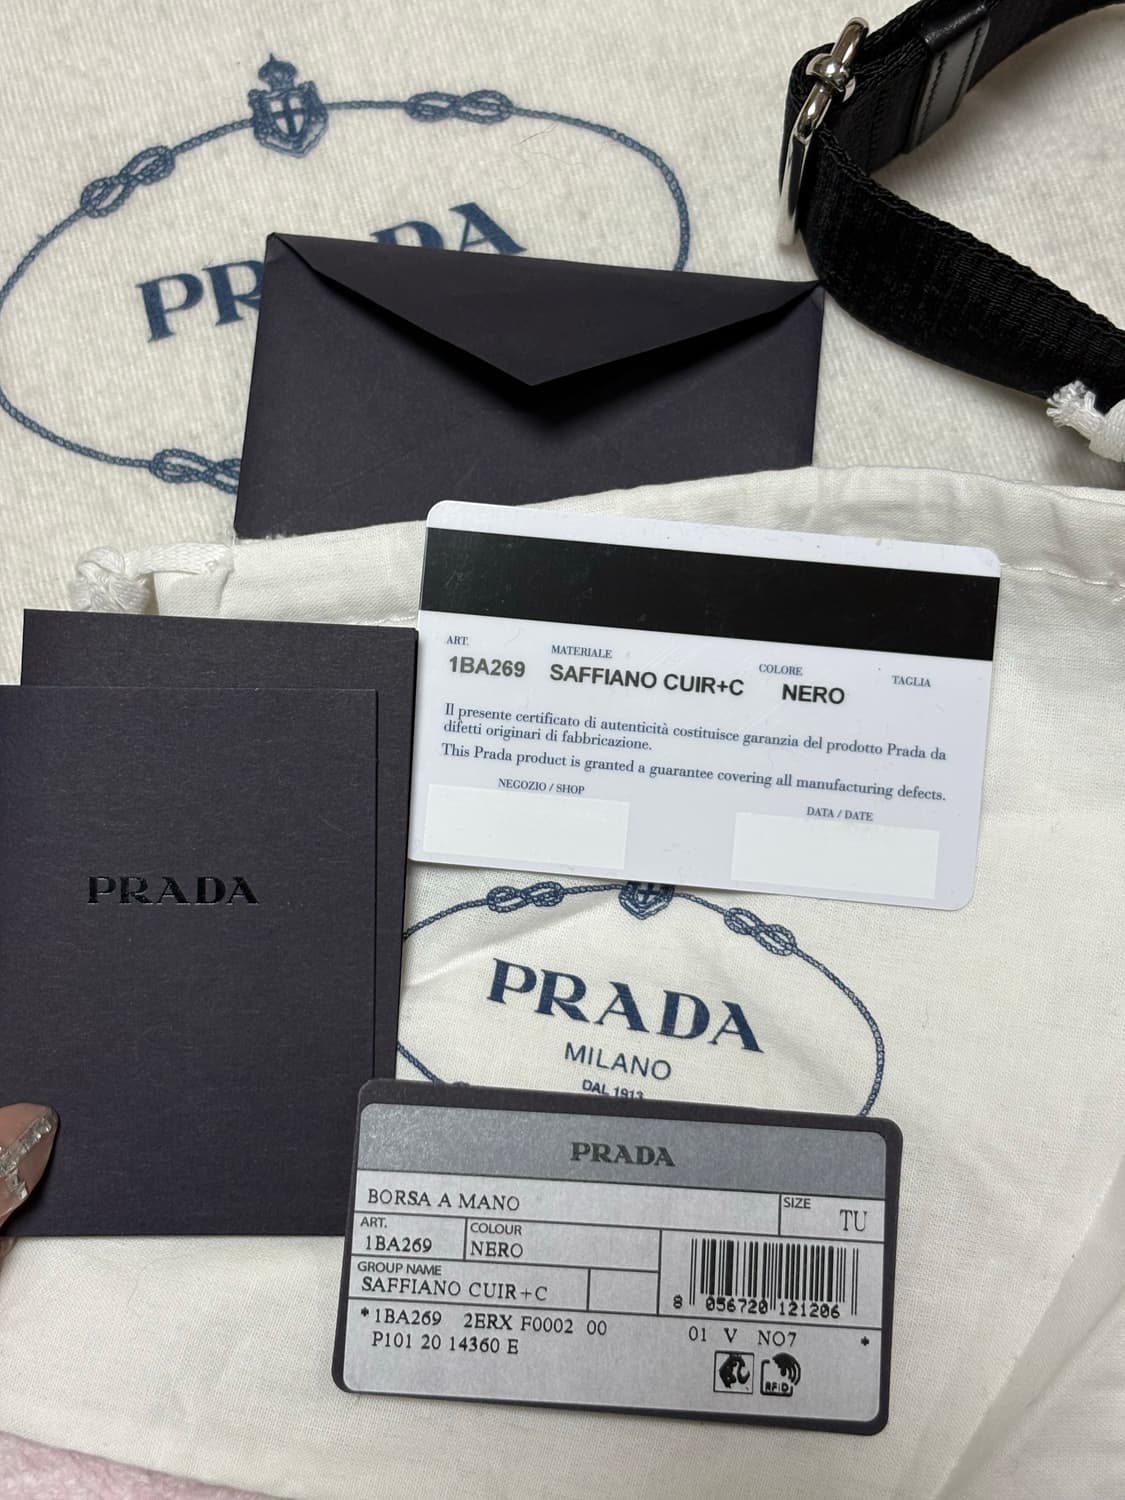 PRADA
ART. MATERIALE COLORE TAGLIA
1BA269 SAFFIANO CUIR+C NERO
Il presente certificato di autenticità costituisce garanzia del prodotto Prada da
difetti originari di fabbricazione.
This Prada product is granted a guarantee covering all manufacturing defects.
NEGOZIO / SHOP DATA / DATE
PRADA
PRADA
MILANO
DAL 1913
PRADA
BORSA A MANO SIZE TU
ART. COLOUR
1BA269 NERO
GROUP NAME
SAFFIANO CUIR+C
8 056720 121206
*1BA269 2ERX F0002 00 01 V NO7 *
P101 20 14360 E
RFID